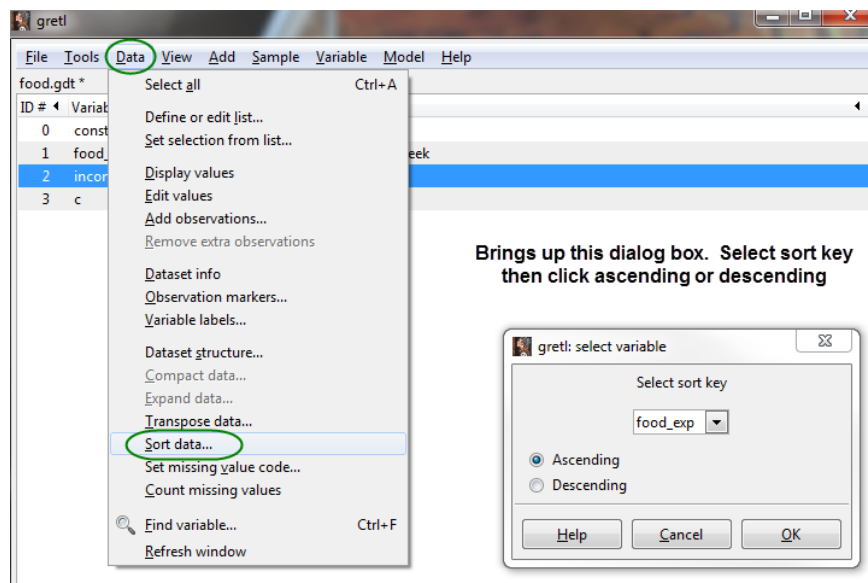 gretl
File Tools Data View Add Sample Variable Model Help
food.gdt *
ID # Variab
0 const
1 food_ eek
2 incor
3 c
Select all Ctrl+A
Define or edit list...
Set selection from list...
Display values
Edit values
Add observations...
Remove extra observations
Dataset info
Observation markers...
Variable labels...
Dataset structure...
Compact data...
Expand data...
Transpose data...
Sort data...
Set missing value code...
Count missing values
Find variable... Ctrl+F
Refresh window
Brings up this dialog box. Select sort key
then click ascending or descending
gretl: select variable
Select sort key
food_exp
Ascending
Descending
Help Cancel OK